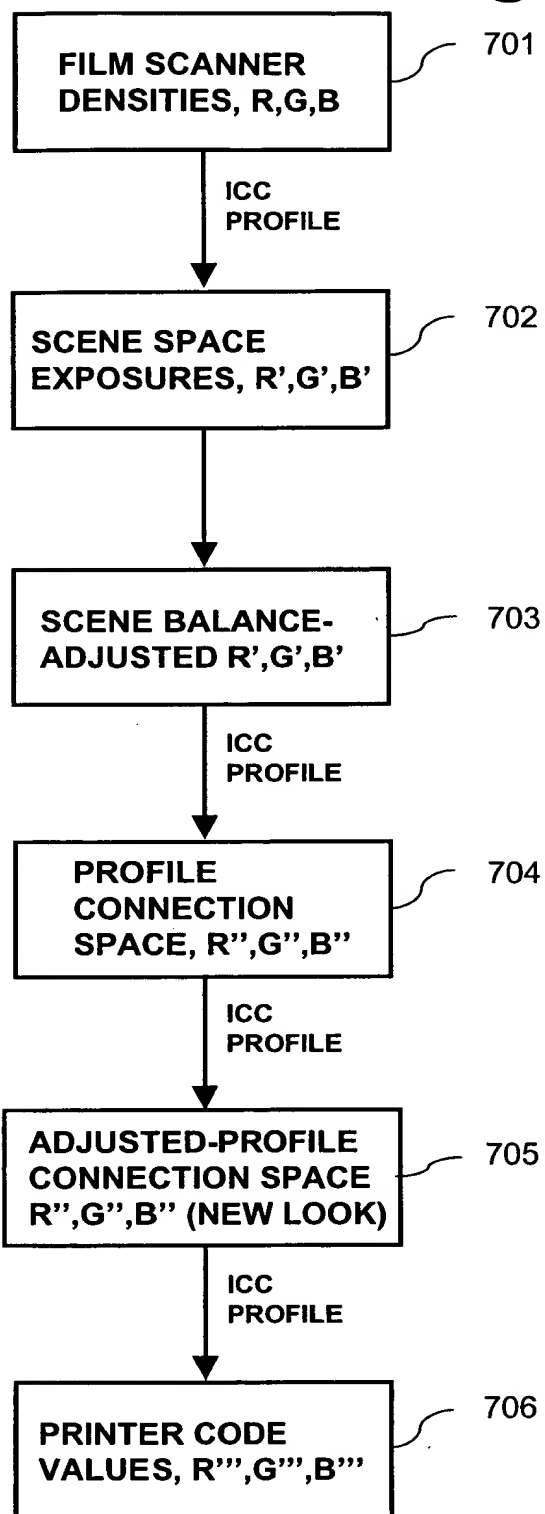 FILM SCANNER
DENSITIES, R,G,B
701
ICC
PROFILE
SCENE SPACE
EXPOSURES, R',G',B'
702
SCENE BALANCE-
ADJUSTED R',G',B'
703
ICC
PROFILE
PROFILE
CONNECTION
SPACE, R'',G'',B''
704
ICC
PROFILE
ADJUSTED-PROFILE
CONNECTION SPACE
R'',G'',B'' (NEW LOOK)
705
ICC
PROFILE
PRINTER CODE
VALUES, R''',G''',B'''
706